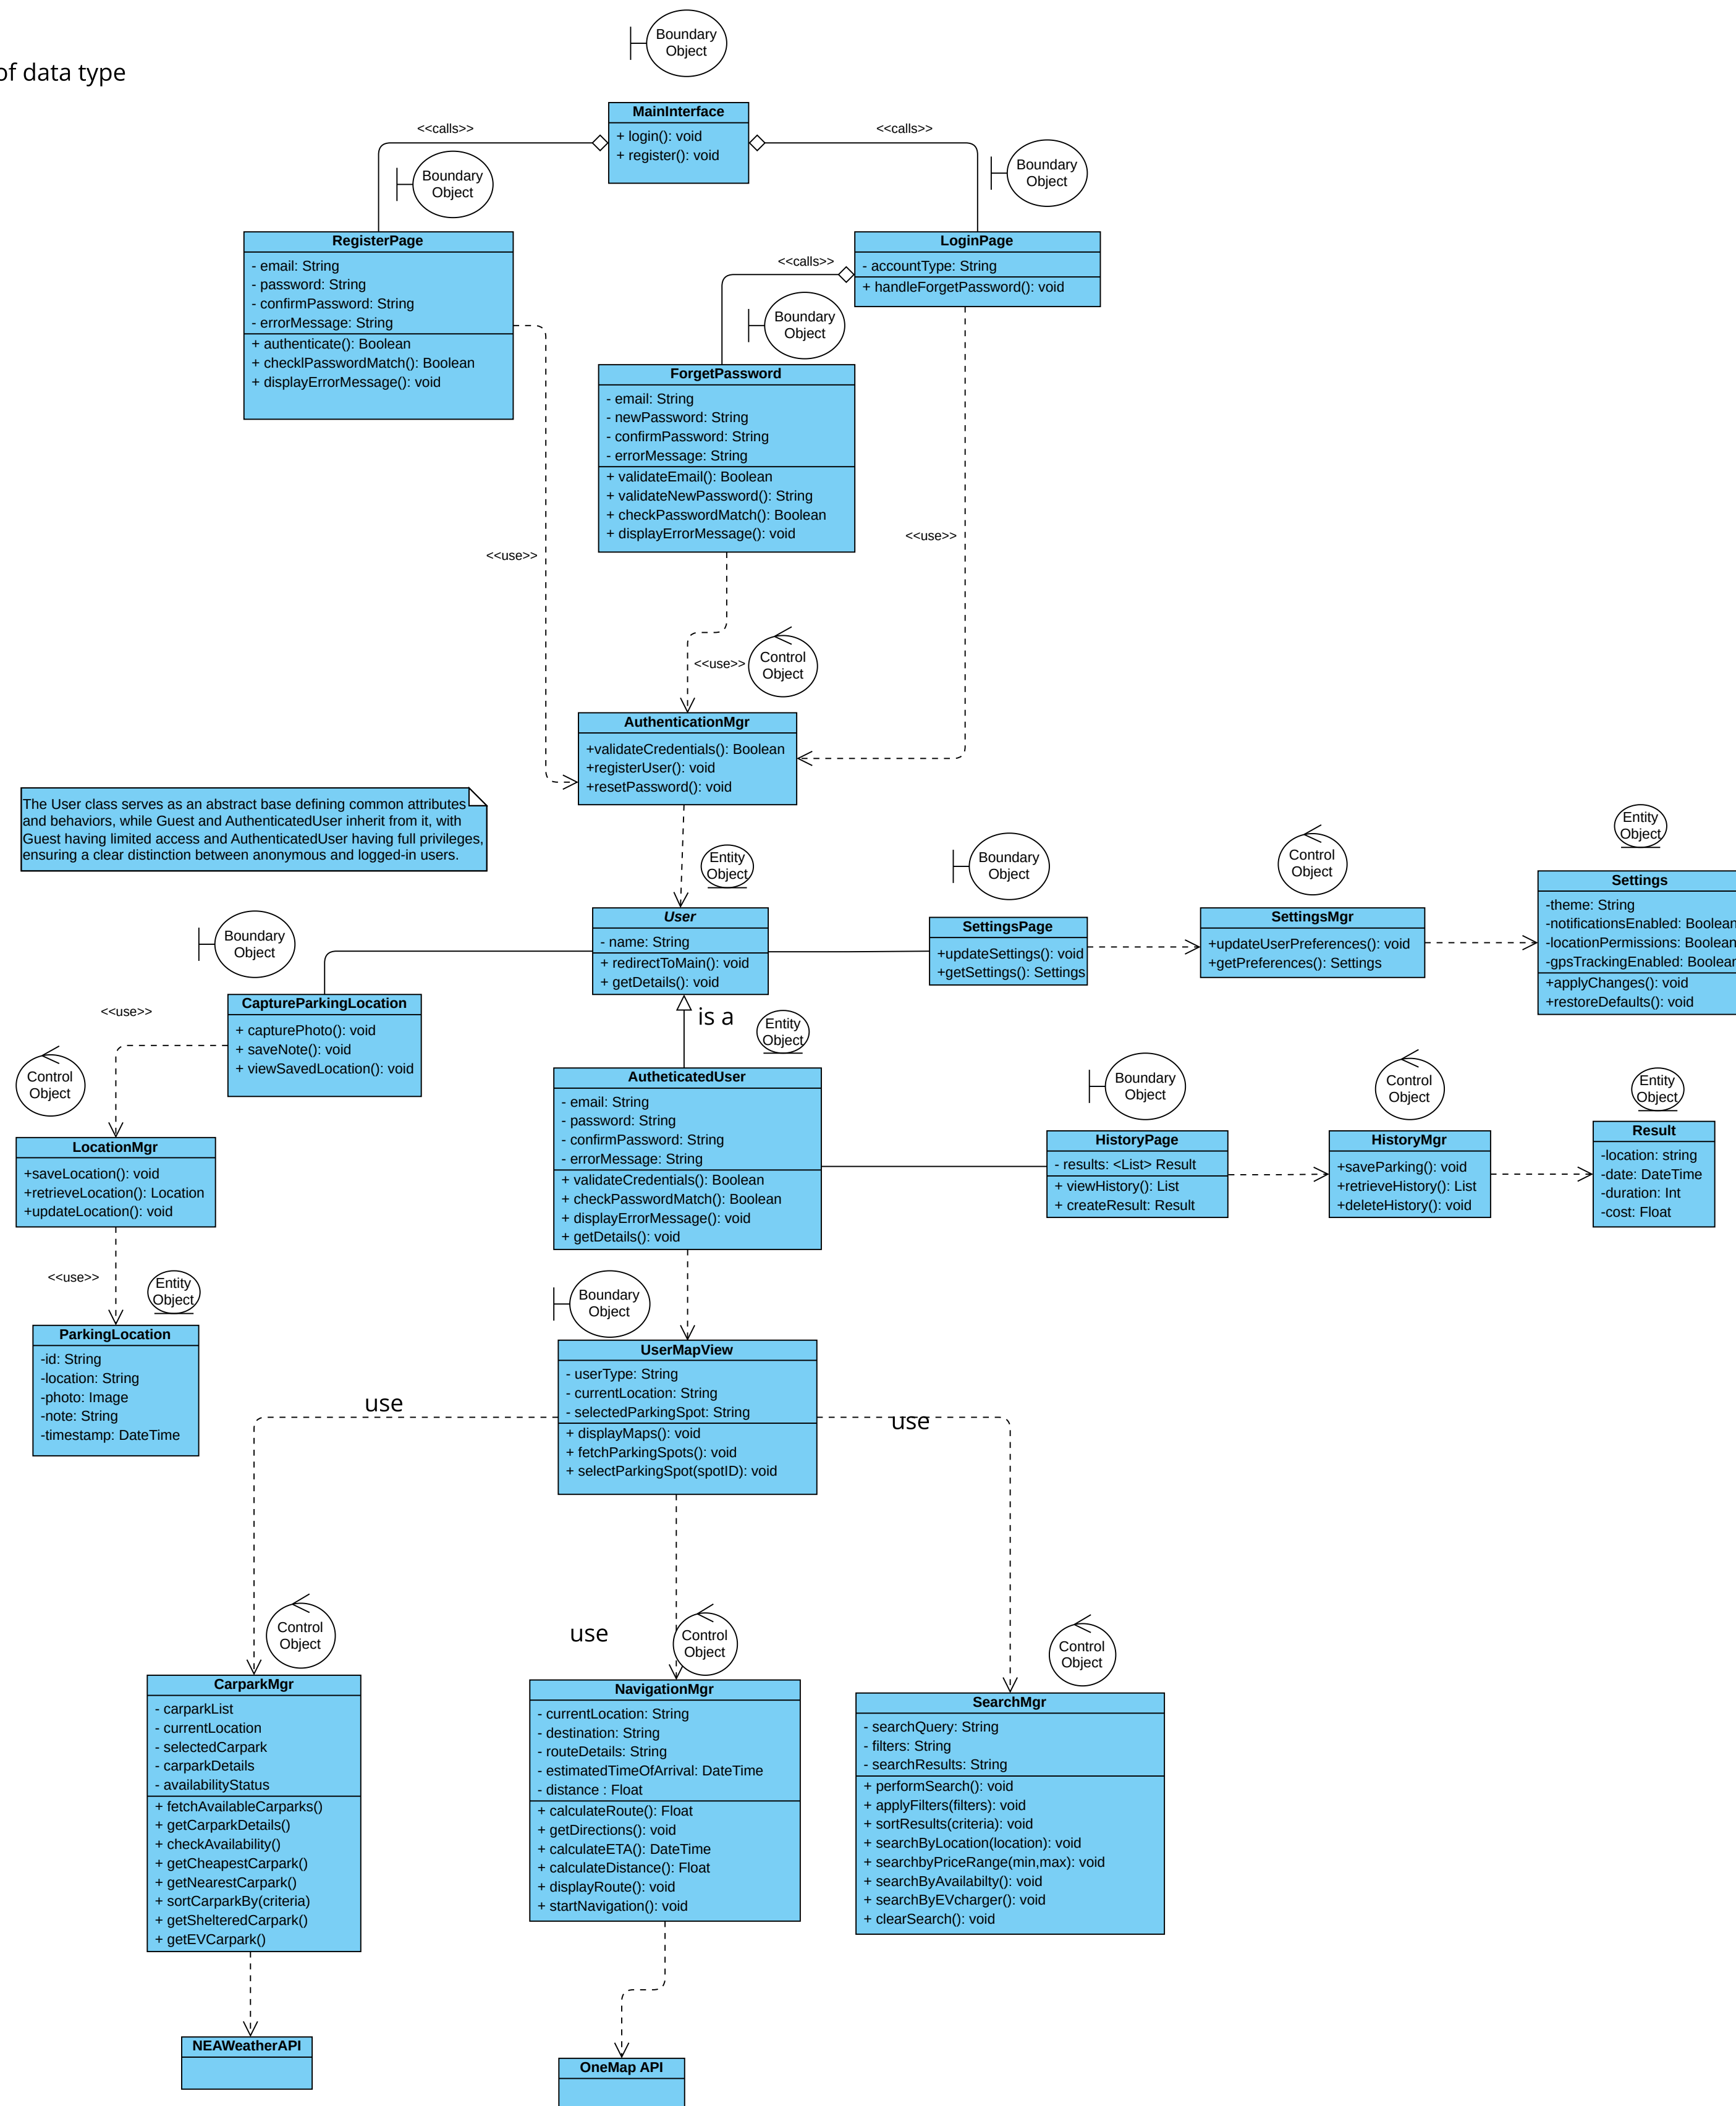 Boundary
Object
of data type
MainInterface
+ login(): void
+ register(): void
<<calls>>
<<calls>>
Boundary
Object
Boundary
Object
RegisterPage
- email: String
- password: String
- confirmPassword: String
- errorMessage: String
+ authenticate(): Boolean
+ checklPasswordMatch(): Boolean
+ displayErrorMessage(): void
LoginPage
- accountType: String
+ handleForgetPassword(): void
<<calls>>
Boundary
Object
ForgetPassword
- email: String
- newPassword: String
- confirmPassword: String
- errorMessage: String
+ validateEmail(): Boolean
+ validateNewPassword(): String
+ checkPasswordMatch(): Boolean
+ displayErrorMessage(): void
<<use>>
<<use>>
<<use>>
Control
Object
AuthenticationMgr
+validateCredentials(): Boolean
+registerUser(): void
+resetPassword(): void
The User class serves as an abstract base defining common attributes
and behaviors, while Guest and AuthenticatedUser inherit from it, with
Guest having limited access and AuthenticatedUser having full privileges,
ensuring a clear distinction between anonymous and logged-in users.
Entity
Object
User
- name: String
+ redirectToMain(): void
+ getDetails(): void
Boundary
Object
SettingsPage
+updateSettings(): void
+getSettings(): Settings
Control
Object
SettingsMgr
+updateUserPreferences(): void
+getPreferences(): Settings
Entity
Object
Settings
-theme: String
-notificationsEnabled: Boolean
-locationPermissions: Boolean
-gpsTrackingEnabled: Boolean
+applyChanges(): void
+restoreDefaults(): void
Boundary
Object
CaptureParkingLocation
+ capturePhoto(): void
+ saveNote(): void
+ viewSavedLocation(): void
<<use>>
Control
Object
LocationMgr
+saveLocation(): void
+retrieveLocation(): Location
+updateLocation(): void
<<use>>
Entity
Object
ParkingLocation
-id: String
-location: String
-photo: Image
-note: String
-timestamp: DateTime
is a
Entity
Object
AutheticatedUser
- email: String
- password: String
- confirmPassword: String
- errorMessage: String
+ validateCredentials(): Boolean
+ checkPasswordMatch(): Boolean
+ displayErrorMessage(): void
+ getDetails(): void
Boundary
Object
HistoryPage
- results: <List> Result
+ viewHistory(): List
+ createResult: Result
Control
Object
HistoryMgr
+saveParking(): void
+retrieveHistory(): List
+deleteHistory(): void
Entity
Object
Result
-location: string
-date: DateTime
-duration: Int
-cost: Float
Boundary
Object
UserMapView
- userType: String
- currentLocation: String
- selectedParkingSpot: String
+ displayMaps(): void
+ fetchParkingSpots(): void
+ selectParkingSpot(spotID): void
use
use
use
Control
Object
CarparkMgr
- carparkList
- currentLocation
- selectedCarpark
- carparkDetails
- availabilityStatus
+ fetchAvailableCarparks()
+ getCarparkDetails()
+ checkAvailability()
+ getCheapestCarpark()
+ getNearestCarpark()
+ sortCarparkBy(criteria)
+ getShelteredCarpark()
+ getEVCarpark()
Control
Object
NavigationMgr
- currentLocation: String
- destination: String
- routeDetails: String
- estimatedTimeOfArrival: DateTime
- distance : Float
+ calculateRoute(): Float
+ getDirections(): void
+ calculateETA(): DateTime
+ calculateDistance(): Float
+ displayRoute(): void
+ startNavigation(): void
Control
Object
SearchMgr
- searchQuery: String
- filters: String
- searchResults: String
+ performSearch(): void
+ applyFilters(filters): void
+ sortResults(criteria): void
+ searchByLocation(location): void
+ searchbyPriceRange(min,max): void
+ searchByAvailabilty(): void
+ searchByEVcharger(): void
+ clearSearch(): void
NEAWeatherAPI
OneMap API